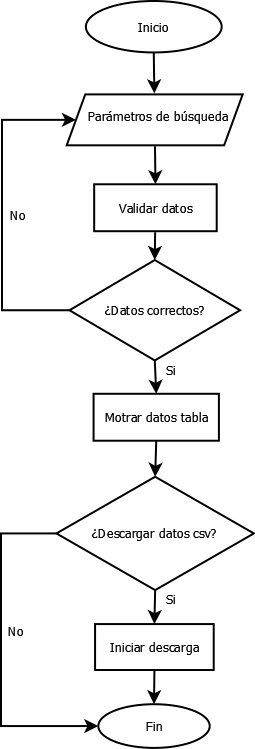 Inicio
Parámetros de búsqueda
No
Validar datos
¿Datos correctos?
Si
Motrar datos tabla
¿Descargar datos csv?
Si
No
Iniciar descarga
Fin